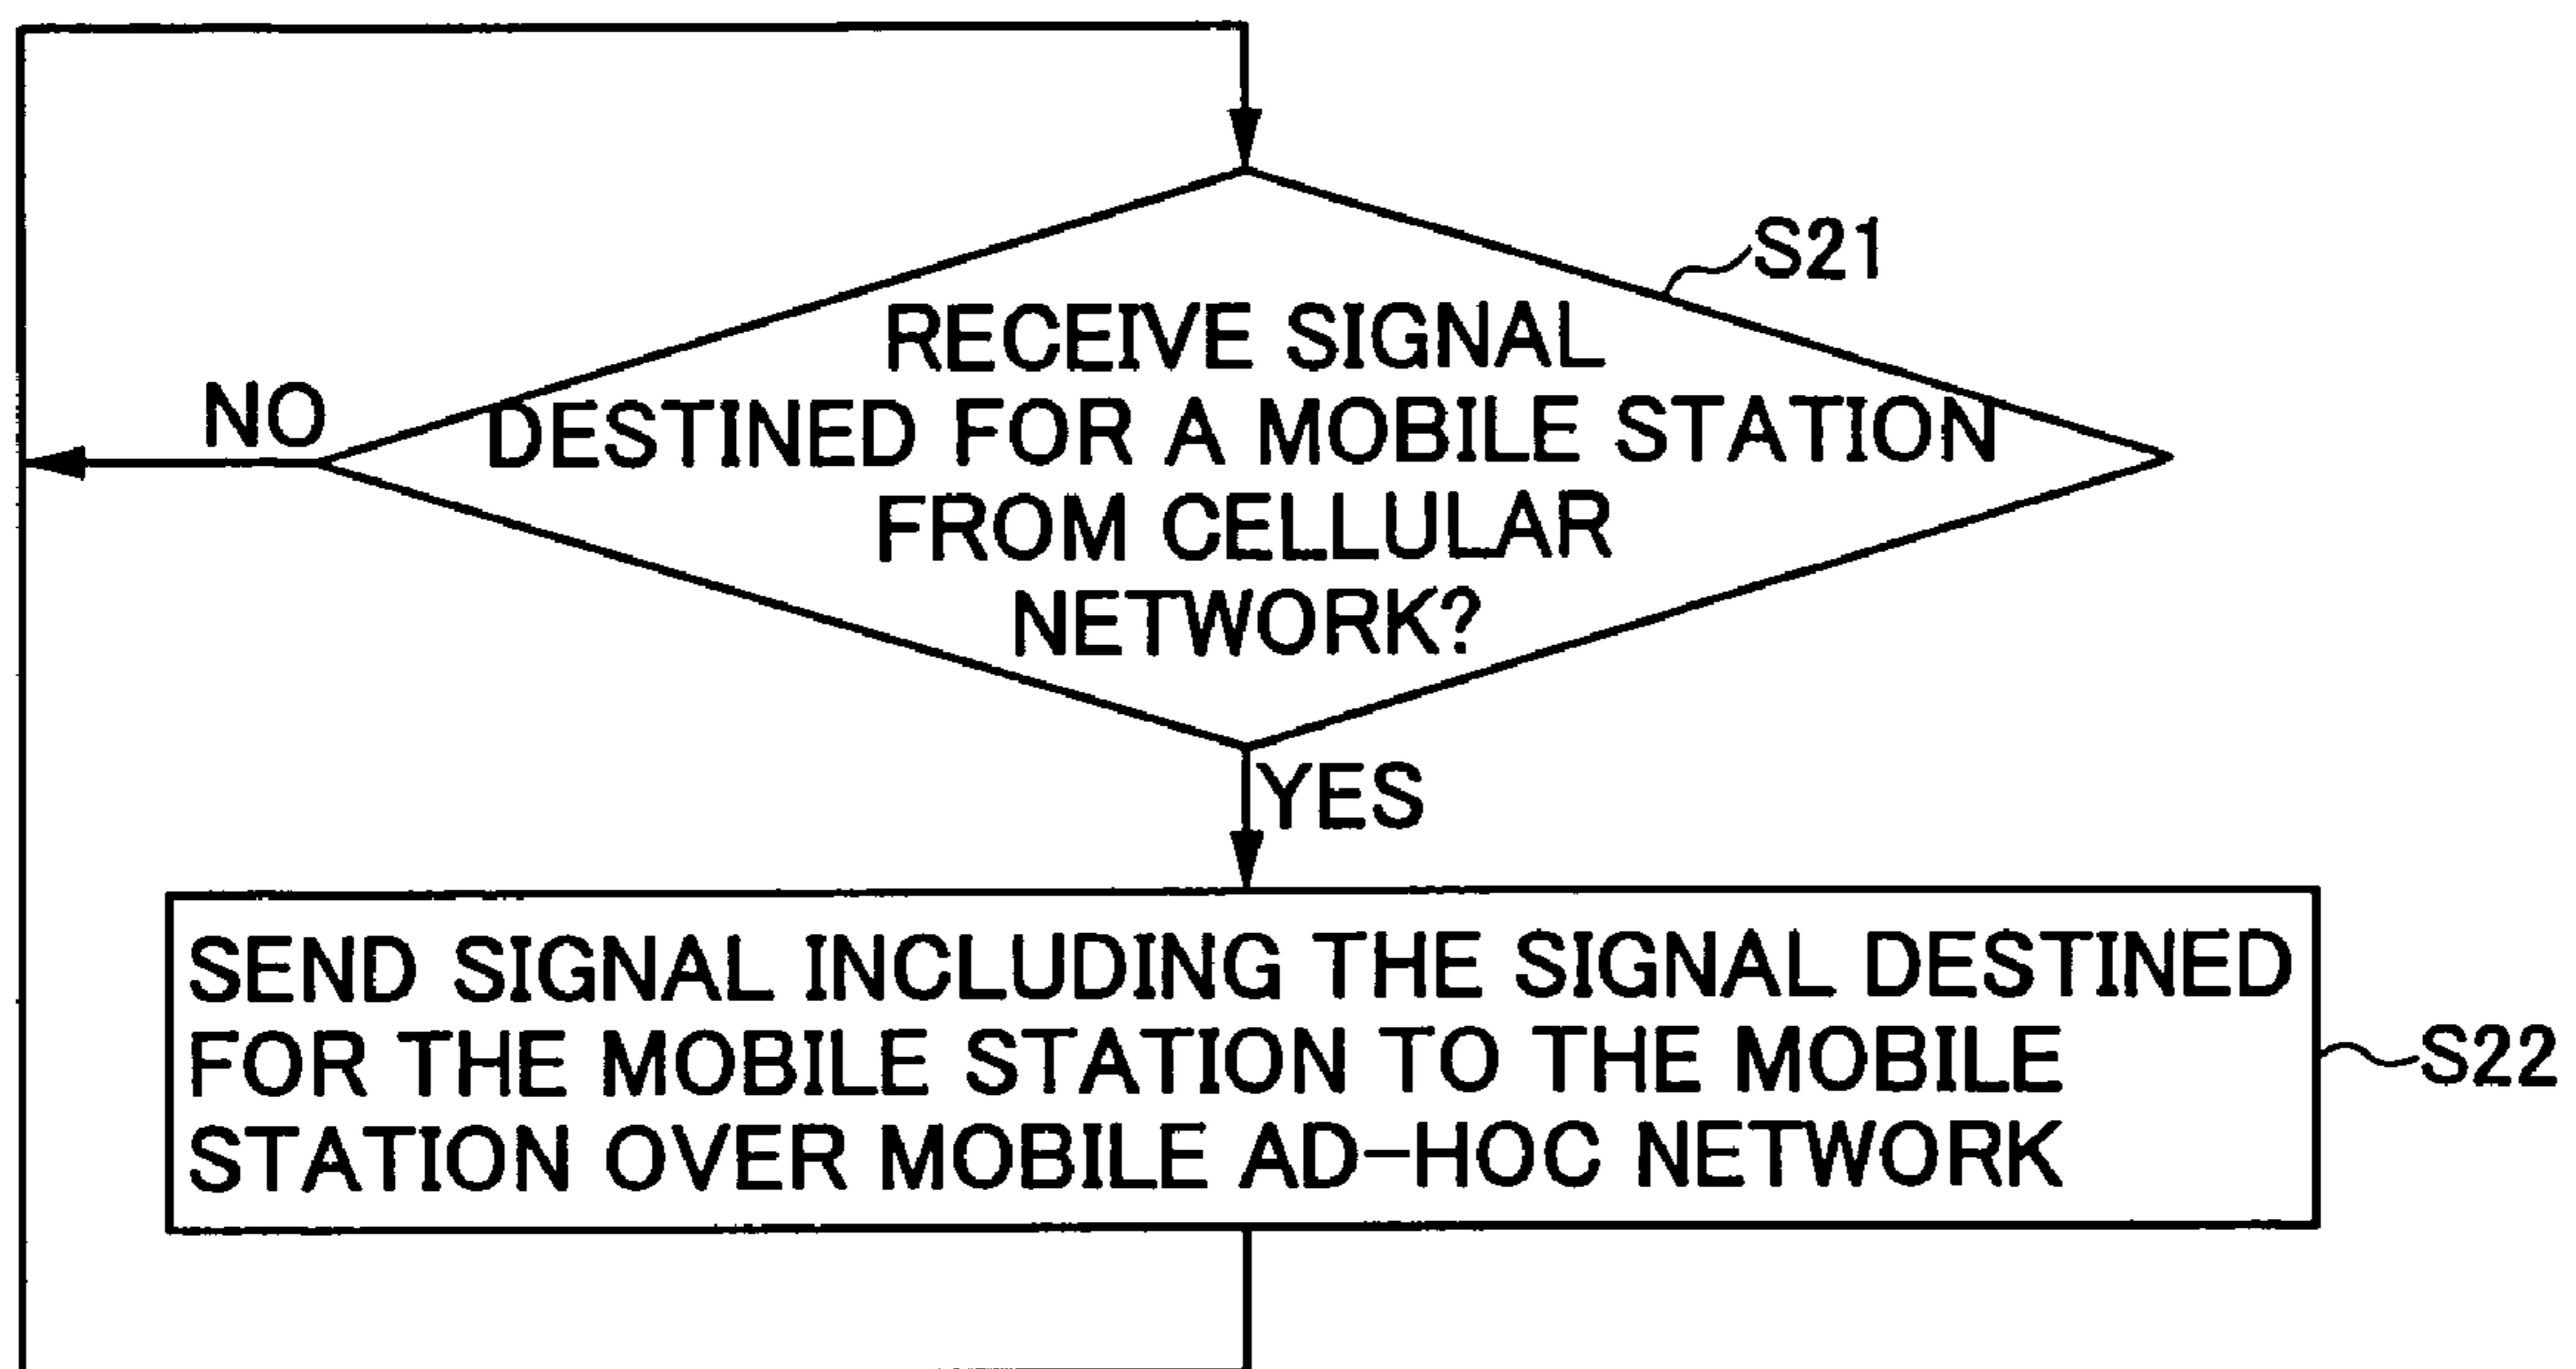 S21
RECEIVE SIGNAL
DESTINED FOR A MOBILE STATION
FROM CELLULAR
NETWORK?
NO
YES
SEND SIGNAL INCLUDING THE SIGNAL DESTINED
FOR THE MOBILE STATION TO THE MOBILE
STATION OVER MOBILE AD-HOC NETWORK
S22